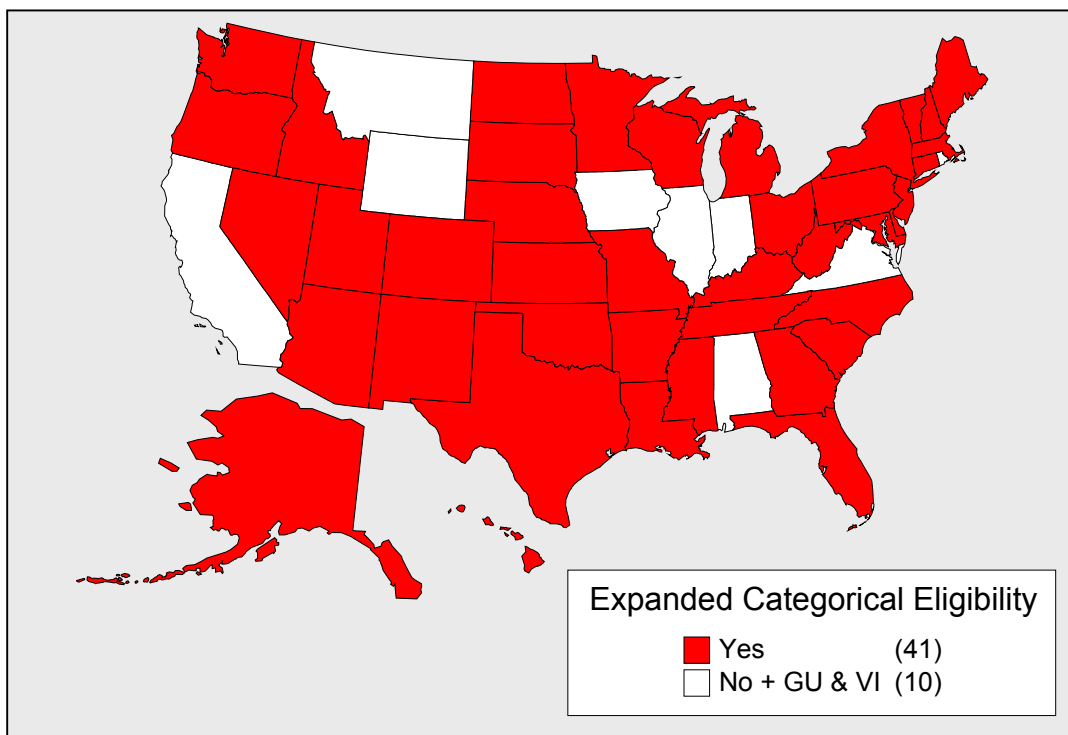 Expanded Categorical Eligibility
Yes (41)
No + GU & VI (10)